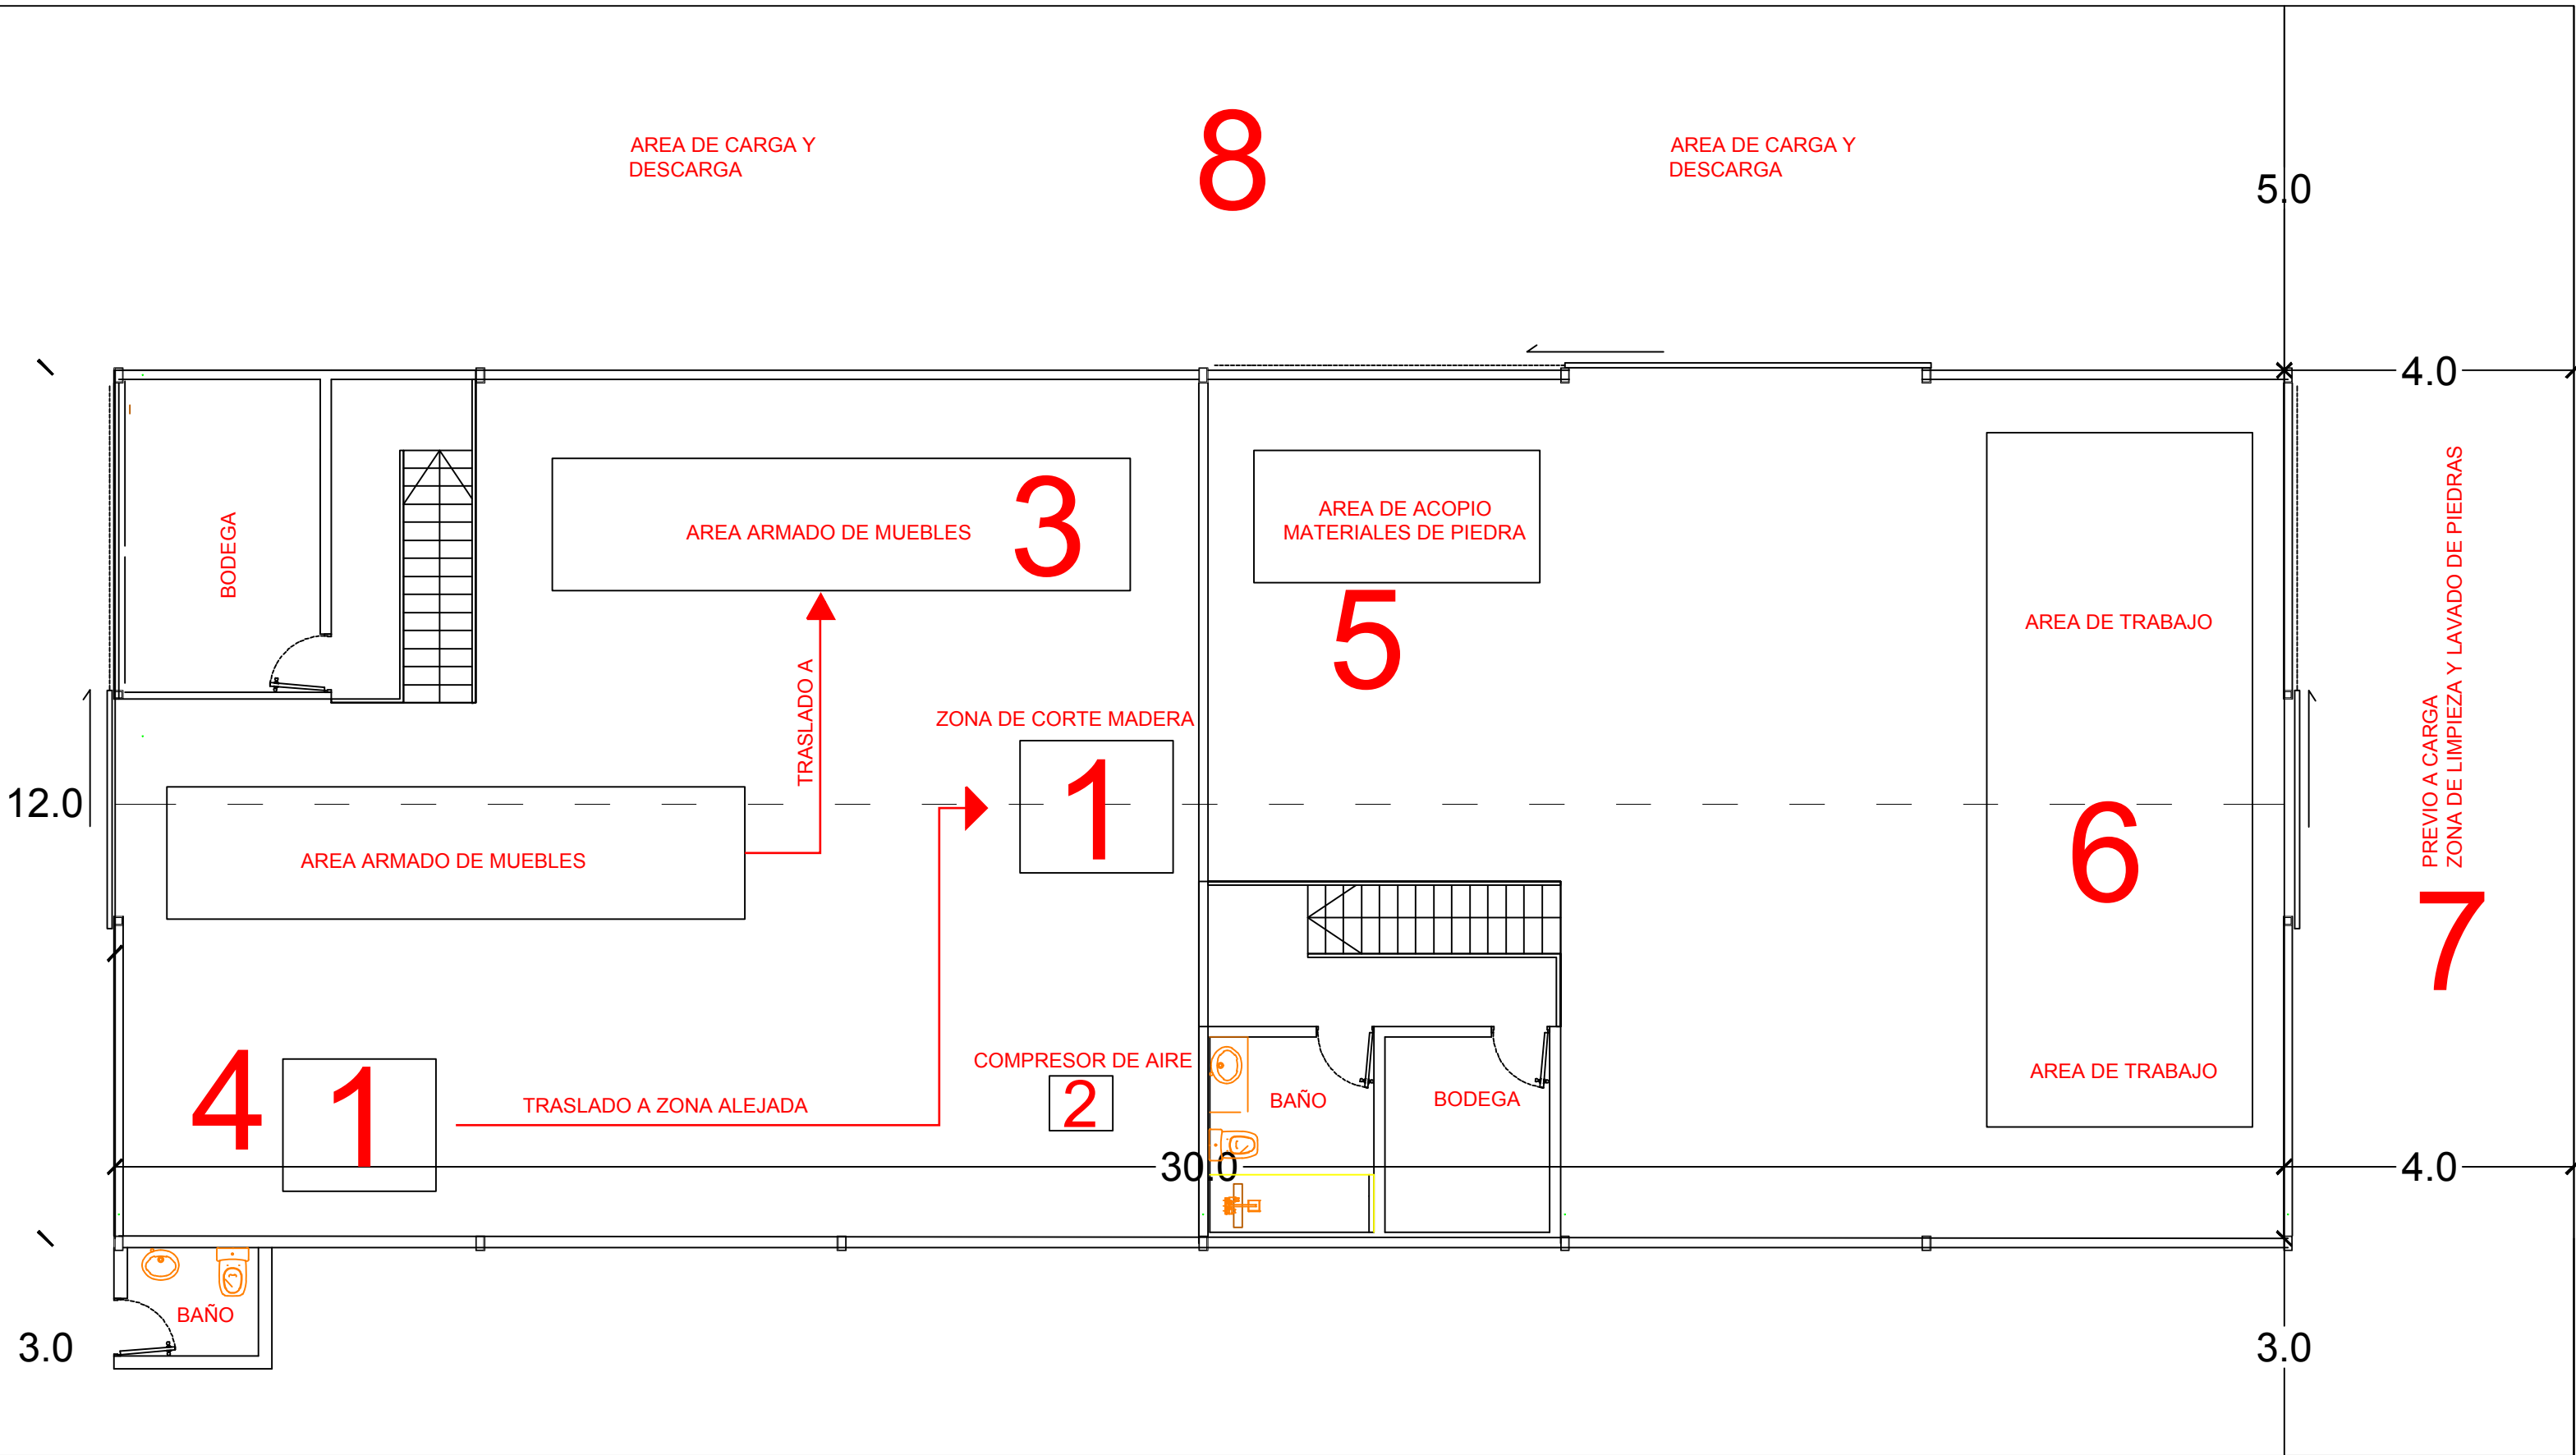 AREA DE CARGA Y
DESCARGA
8
AREA DE CARGA Y
DESCARGA
5.0
4.0
BODEGA
AREA ARMADO DE MUEBLES
3
AREA DE ACOPIO
MATERIALES DE PIEDRA
5
AREA DE TRABAJO
PREVIO A CARGA
ZONA DE LIMPIEZA Y LAVADO DE PIEDRAS
TRASLADO A
ZONA DE CORTE MADERA
1
12.0
AREA ARMADO DE MUEBLES
6
7
4
1
TRASLADO A ZONA ALEJADA
COMPRESOR DE AIRE
2
BAÑO
BODEGA
AREA DE TRABAJO
30.0
4.0
BAÑO
3.0
3.0